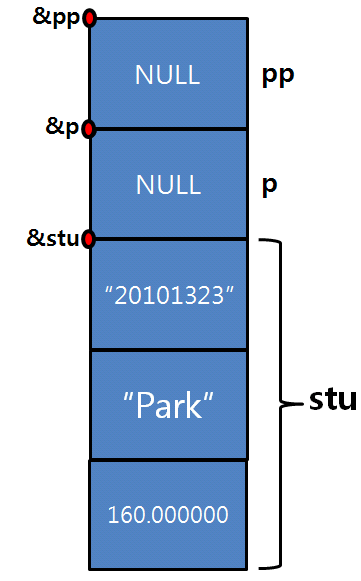 &pp
NULL
pp
&p
NULL
p
&stu
“20101323”
“Park”
stu
160.000000